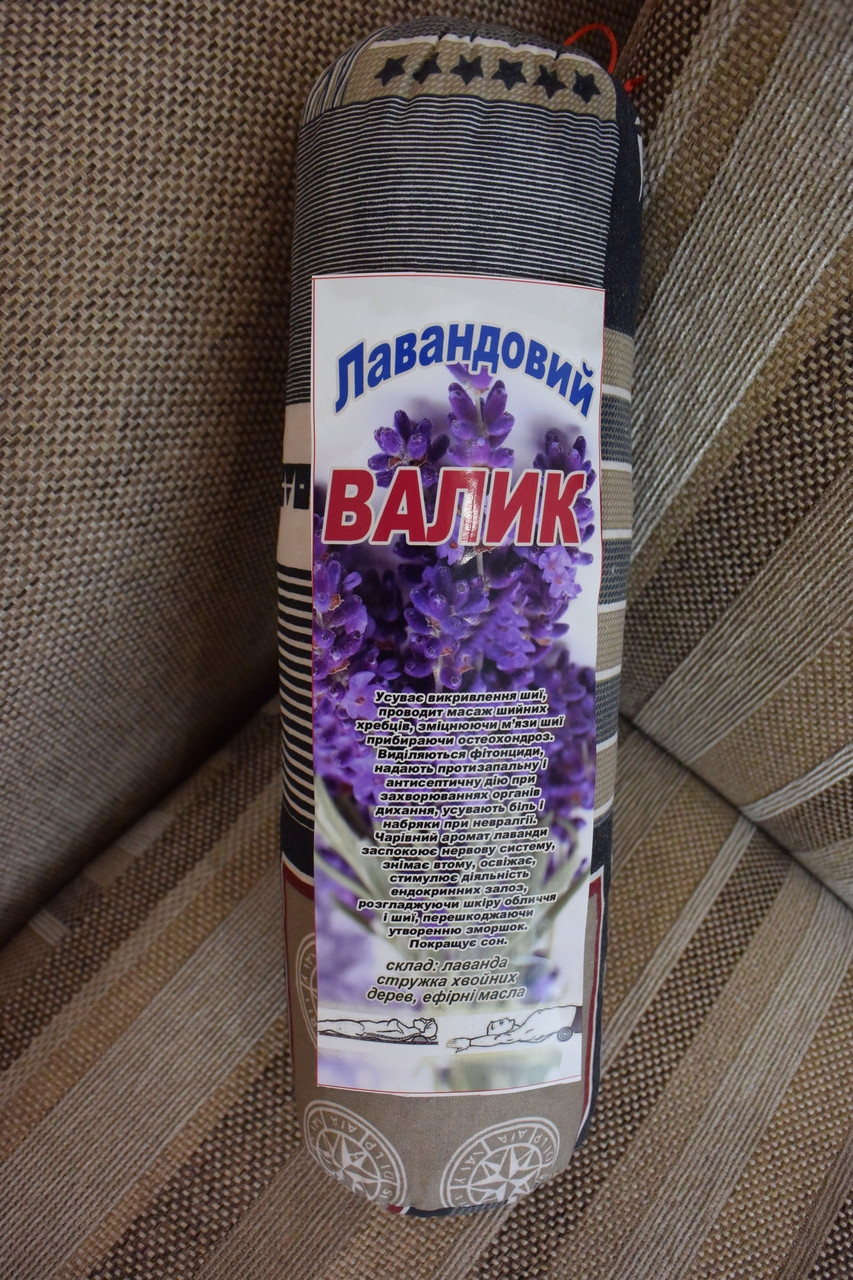 Лавандовий
ВАЛИК
Усуває викривлення шиї,
проводит масаж шийних
хребців, зміцнюючи м'язи шиї
прибираючи остеохондроз.
Виділяються фітонциди,
надають протизапальну і
антисептичну дію при
захворюваннях органів
дихання, усувають біль і
набряки при невралгії.
Чарівний аромат лаванди
заспокоює нервову систему,
знімає втому, освіжає,
стимулює діяльність
ендокринних залоз,
розгладжуючи шкіру обличчя
і шиї, перешкоджаючи
утворенню зморшок.
Покращує сон.
склад: лаванда
стружка хвойних
дерев, ефірні масла